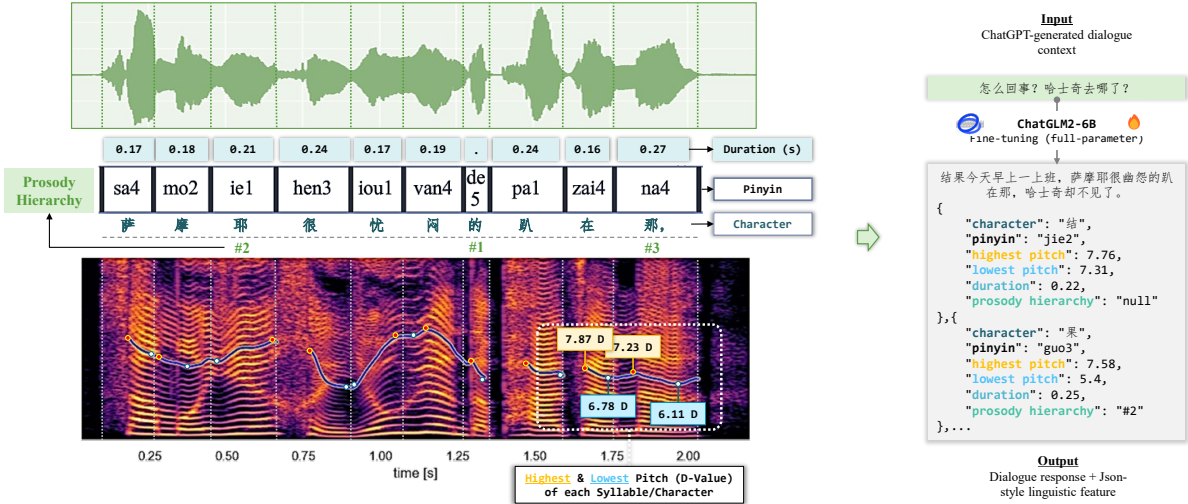 0.17 0.18 0.21 0.24 0.17 0.19 . 0.24 0.16 0.27 Duration (s)
Prosody
Hierarchy
sa4 mo2 ie1 hen3 iou1 van4 de
5 pa1 zai4 na4 Pinyin
萨 摩 耶 很 忧 闷 的 趴 在 那, Character
#2 #1 #3
7.87 D 7.23 D
6.78 D 6.11 D
0.25 0.50 0.75 1.00 1.25 1.50 1.75 2.00
time [s]
Highest & Lowest Pitch (D-Value)
of each Syllable/Character
Input
ChatGPT-generated dialogue
context
怎么回事？哈士奇去哪了？
ChatGLM2-6B
Fine-tuning (full-parameter)
结果今天早上一上班，萨摩耶很幽怨的趴
在那，哈士奇却不见了。
{
"character": "结",
"pinyin": "jie2",
"highest pitch": 7.76,
"lowest pitch": 7.31,
"duration": 0.22,
"prosody hierarchy": "null"
},{
"character": "果",
"pinyin": "guo3",
"highest pitch": 7.58,
"lowest pitch": 5.4,
"duration": 0.25,
"prosody hierarchy": "#2"
},...
Output
Dialogue response + Json-
style linguistic feature